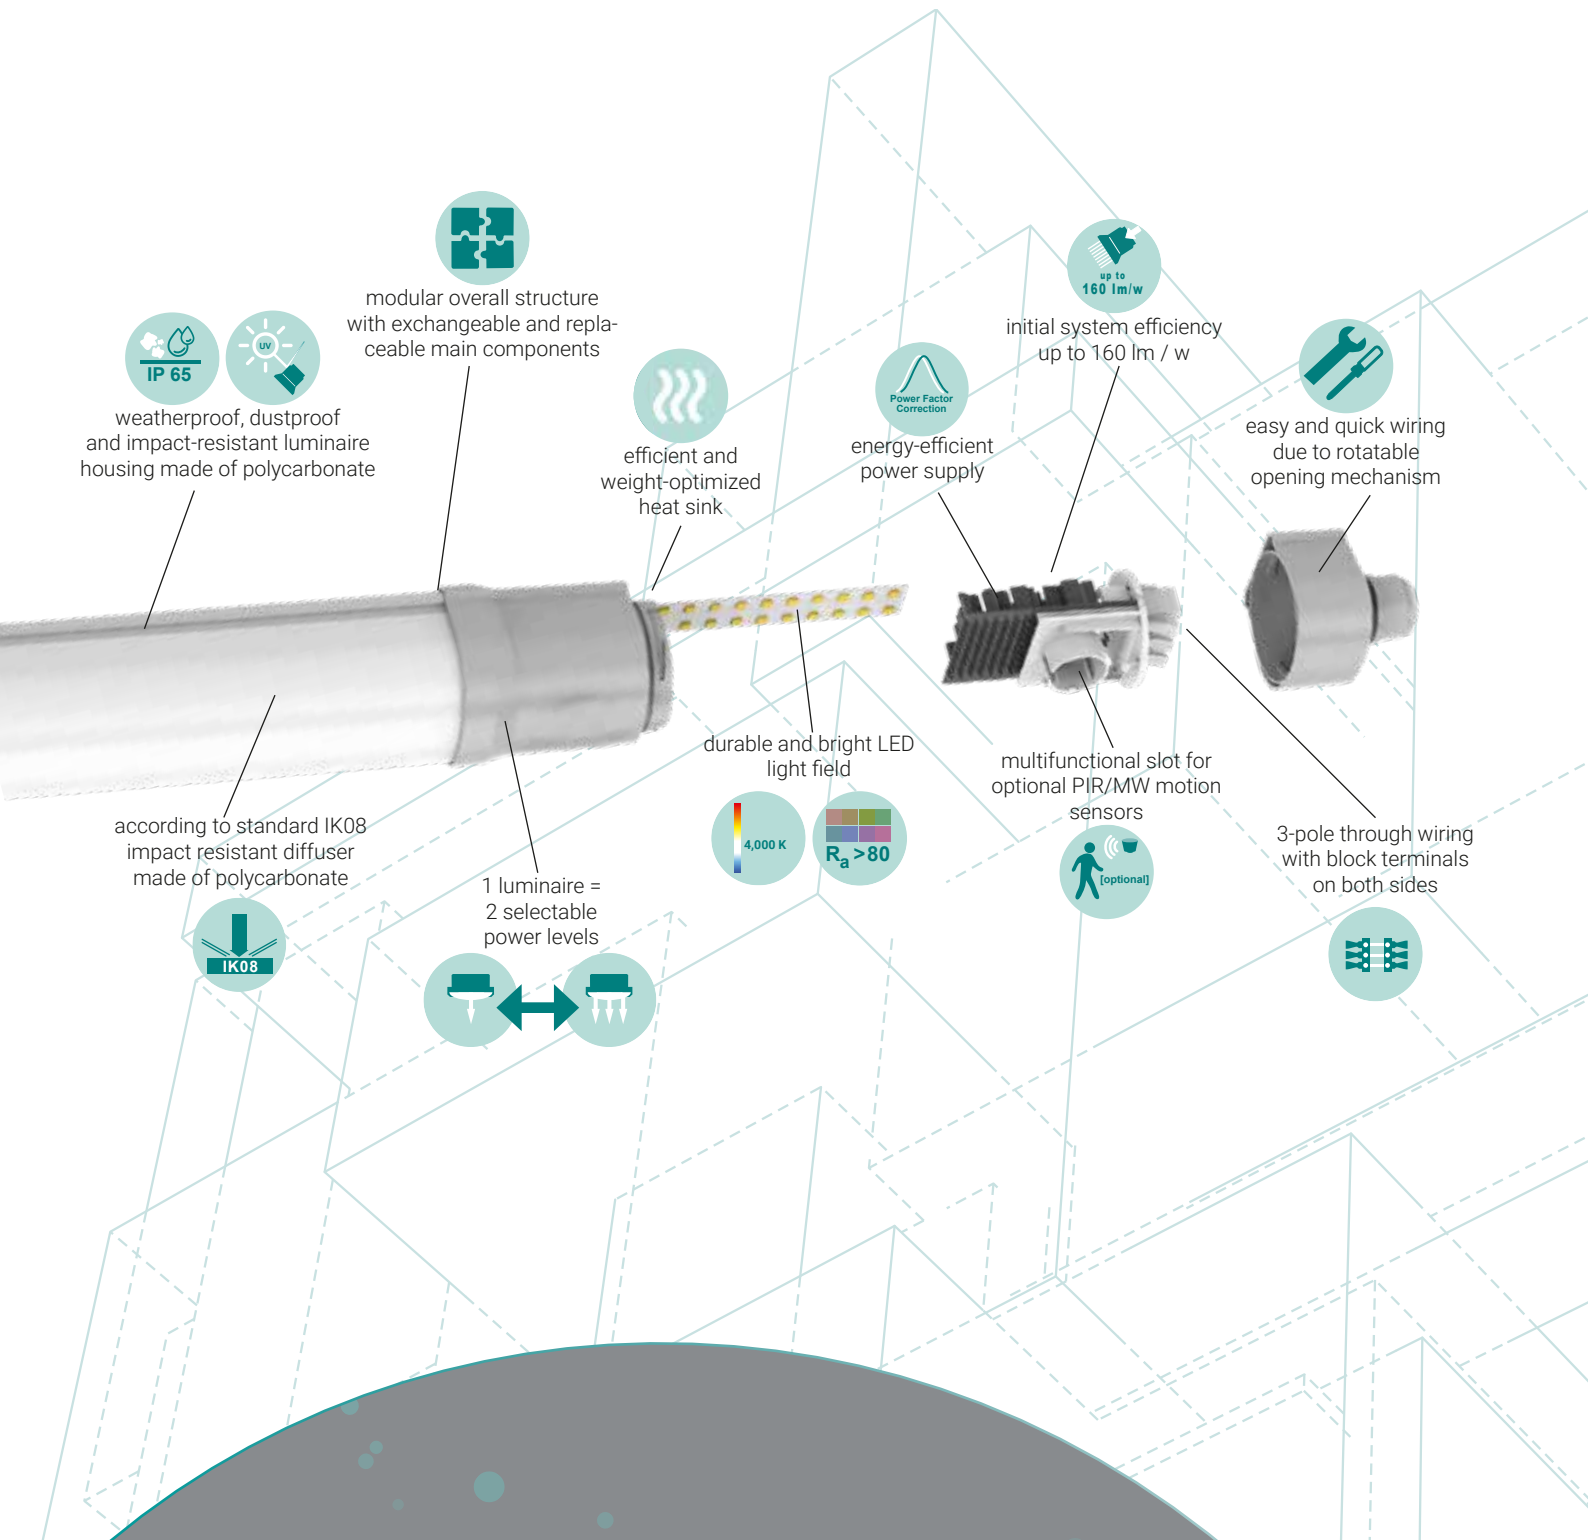 modular overall structure
with exchangeable and repla-
ceable main components
up to
160 lm/w
initial system efficiency
up to 160 lm / w
IP 65
UV
weatherproof, dustproof
and impact-resistant luminaire
housing made of polycarbonate
efficient and
weight-optimized
heat sink
Power Factor
Correction
energy-efficient
power supply
easy and quick wiring
due to rotatable
opening mechanism
durable and bright LED
light field
4,000 K
Ra >80
multifunctional slot for
optional PIR/MW motion
sensors
[optional]
3-pole through wiring
with block terminals
on both sides
according to standard IK08
impact resistant diffuser
made of polycarbonate
IK08
1 luminaire =
2 selectable
power levels